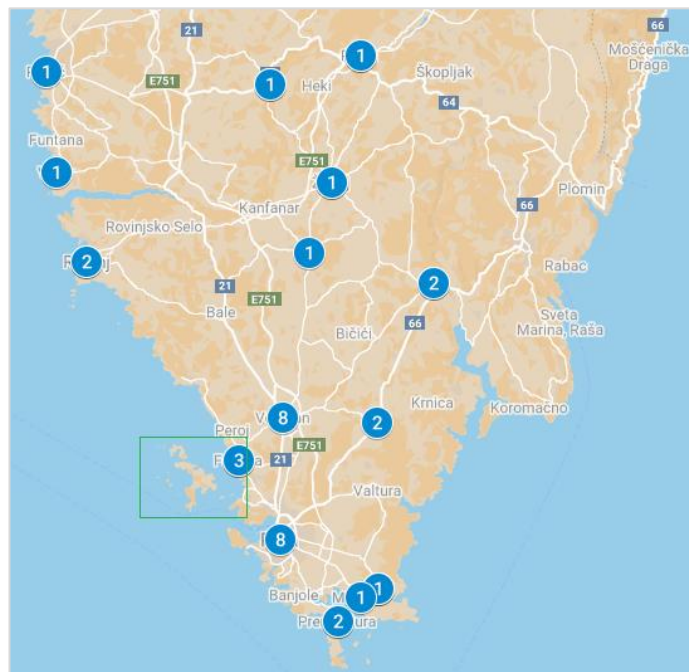 66
Mošćenička
Draga
21
1
1
Škopljak
E751
1
Heki
64
Funtana
E751
1
1
Plomin
Kanfanar
66
Rovinjsko Selo
1
2
Rabac
2
21
E751
Bale
66
Sveta
Marina, Raša
Bičići
Krnica
Koromačno
8
2
Peroj
E751
3
21
Valtura
8
Banjole
1
1
2